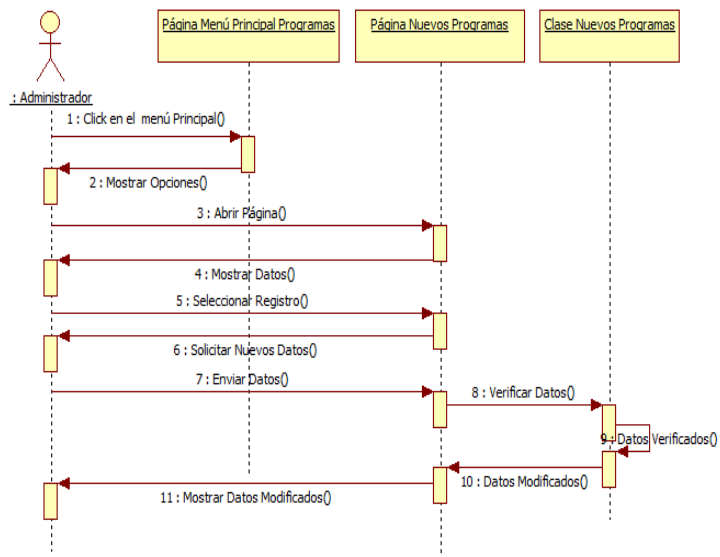 Página Menú Principal Programas
Página Nuevos Programas
Clase Nuevos Programas
: Administrador
1 : Click en el menú Principal()
2 : Mostrar Opciones()
3 : Abrir Página()
4 : Mostrar Datos()
5 : Seleccionar Registro()
6 : Solicitar Nuevos Datos()
7 : Enviar Datos()
8 : Verificar Datos()
9 : Datos Verificados()
10 : Datos Modificados()
11 : Mostrar Datos Modificados()